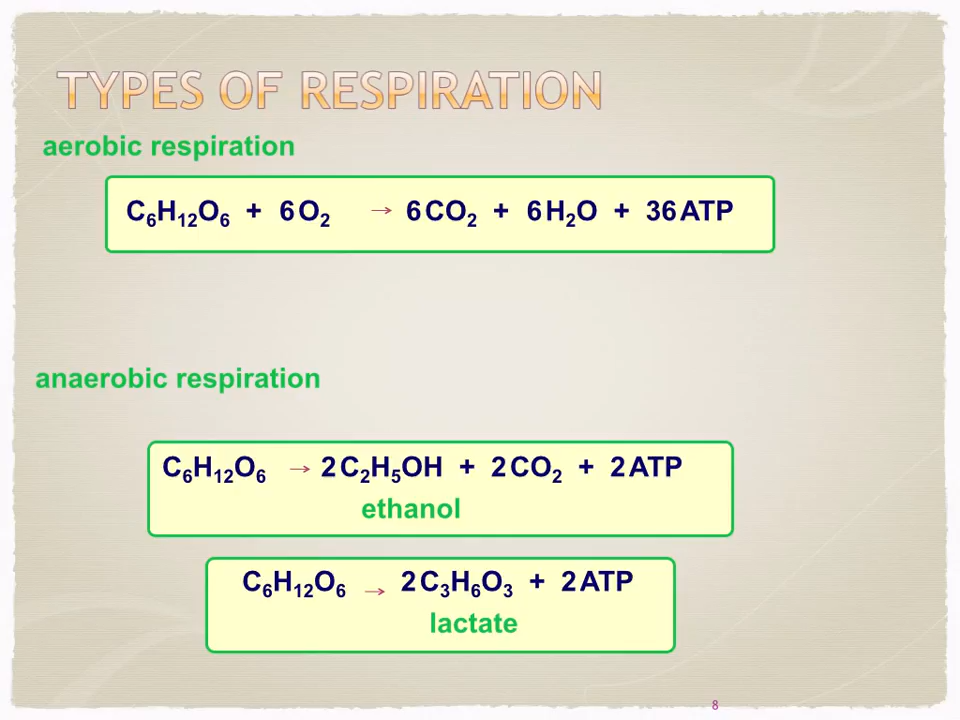 TYPES OF RESPIRATION
aerobic respiration
C₆H₁₂O₆ + 6O₂ → 6CO₂ + 6H₂O + 36ATP
anaerobic respiration
C₆H₁₂O₆ → 2C₂H₅OH + 2CO₂ + 2ATP
ethanol
C₆H₁₂O₆ → 2C₃H₆O₃ + 2ATP
lactate
8